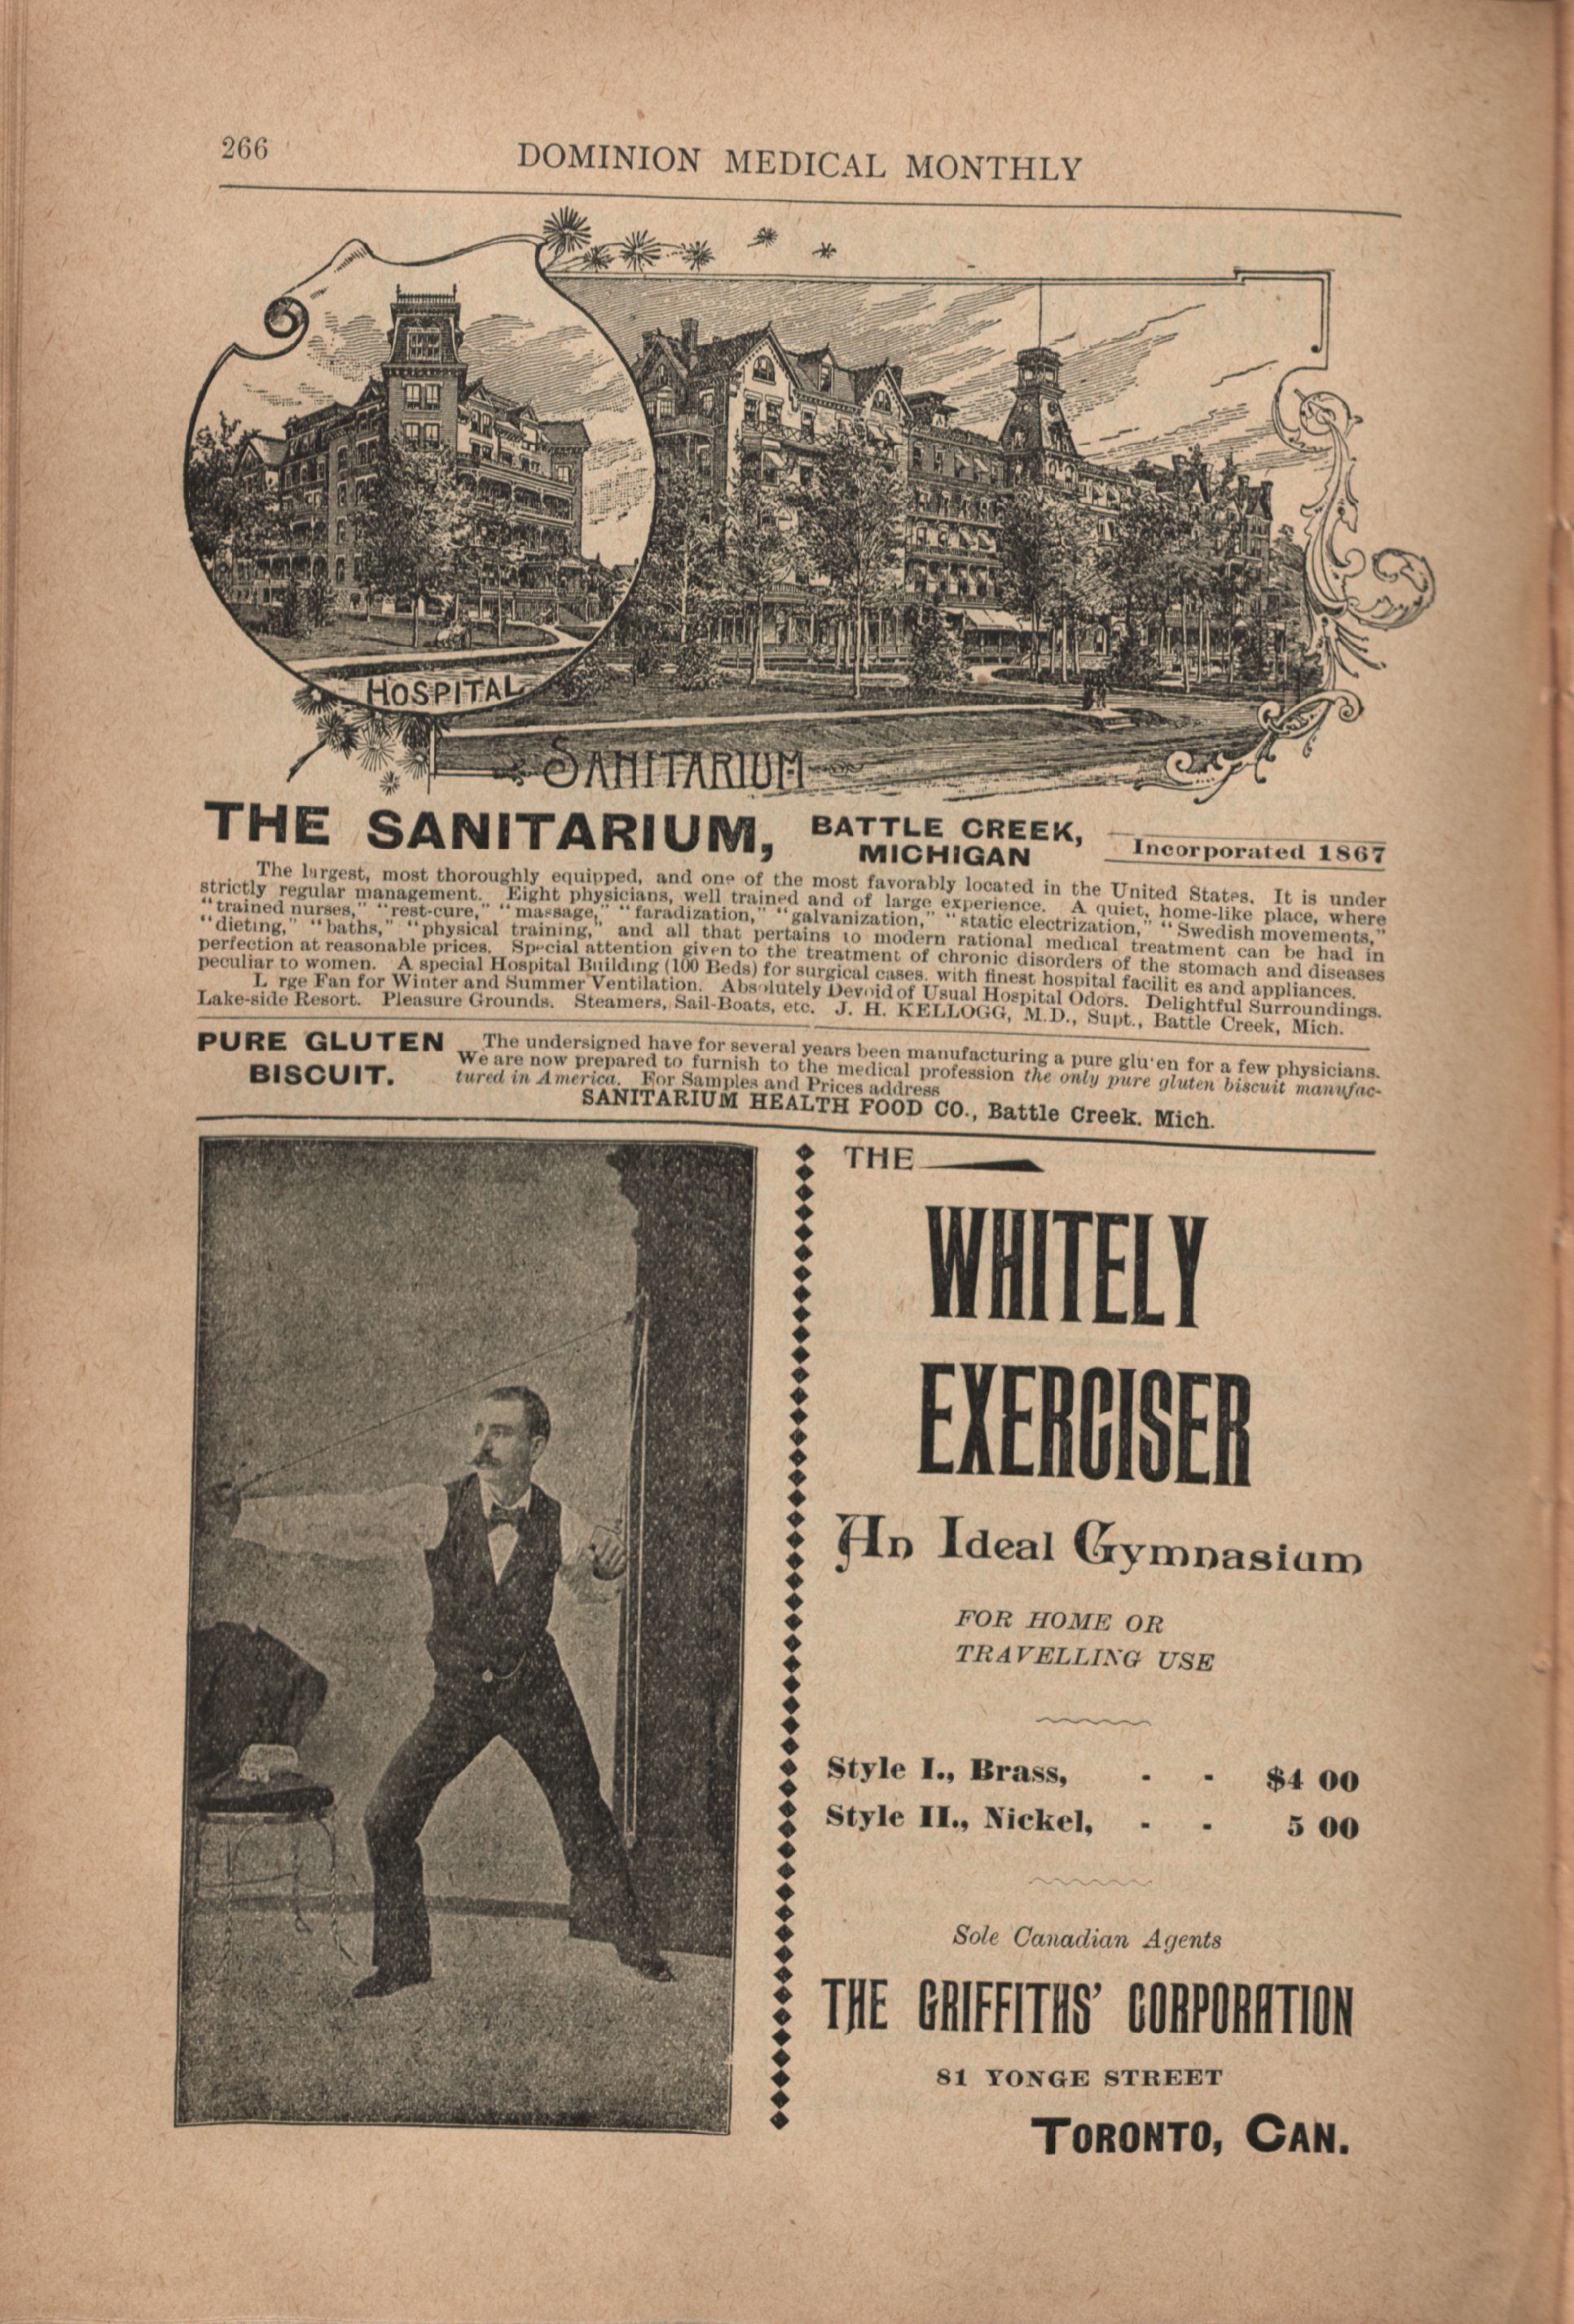 266
DOMINION MEDICAL MONTHLY
HOSPITAL
SANITARIUM
THE SANITARIUM, BATTLE CREEK, MICHIGAN Incorporated 1867
The largest, most thoroughly equipped, and one of the most favorably located in the United States. It is under
strictly regular management. Eight physicians, well trained and of large experience. A quiet, home-like place, where
"trained nurses," "rest-cure," "massage," "faradization," "galvanization," "static electrization," "Swedish movements,"
"dieting," "baths," "physical training," and all that pertains to modern rational medical treatment can be had in
perfection at reasonable prices. Special attention given to the treatment of chronic disorders of the stomach and diseases
peculiar to women. A special Hospital Building (100 Beds) for surgical cases. with finest hospital facilit es and appliances.
L rge Fan for Winter and Summer Ventilation. Absolutely Devoid of Usual Hospital Odors. Delightful Surroundings.
Lake-side Resort. Pleasure Grounds. Steamers, Sail-Boats, etc. J. H. KELLOGG, M.D., Supt., Battle Creek, Mich.
PURE GLUTEN
BISCUIT.
The undersigned have for several years been manufacturing a pure glu'en for a few physicians.
We are now prepared to furnish to the medical profession the only pure gluten biscuit manufac-
tured in America. For Samples and Prices address
SANITARIUM HEALTH FOOD CO., Battle Creek. Mich.
THE
WHITELY
EXERCISER
An Ideal Gymnasium
FOR HOME OR
TRAVELLING USE
Style I., Brass, - - $4 00
Style II., Nickel, - - 5 00
Sole Canadian Agents
THE GRIFFITHS' CORPORATION
81 YONGE STREET
TORONTO, CAN.